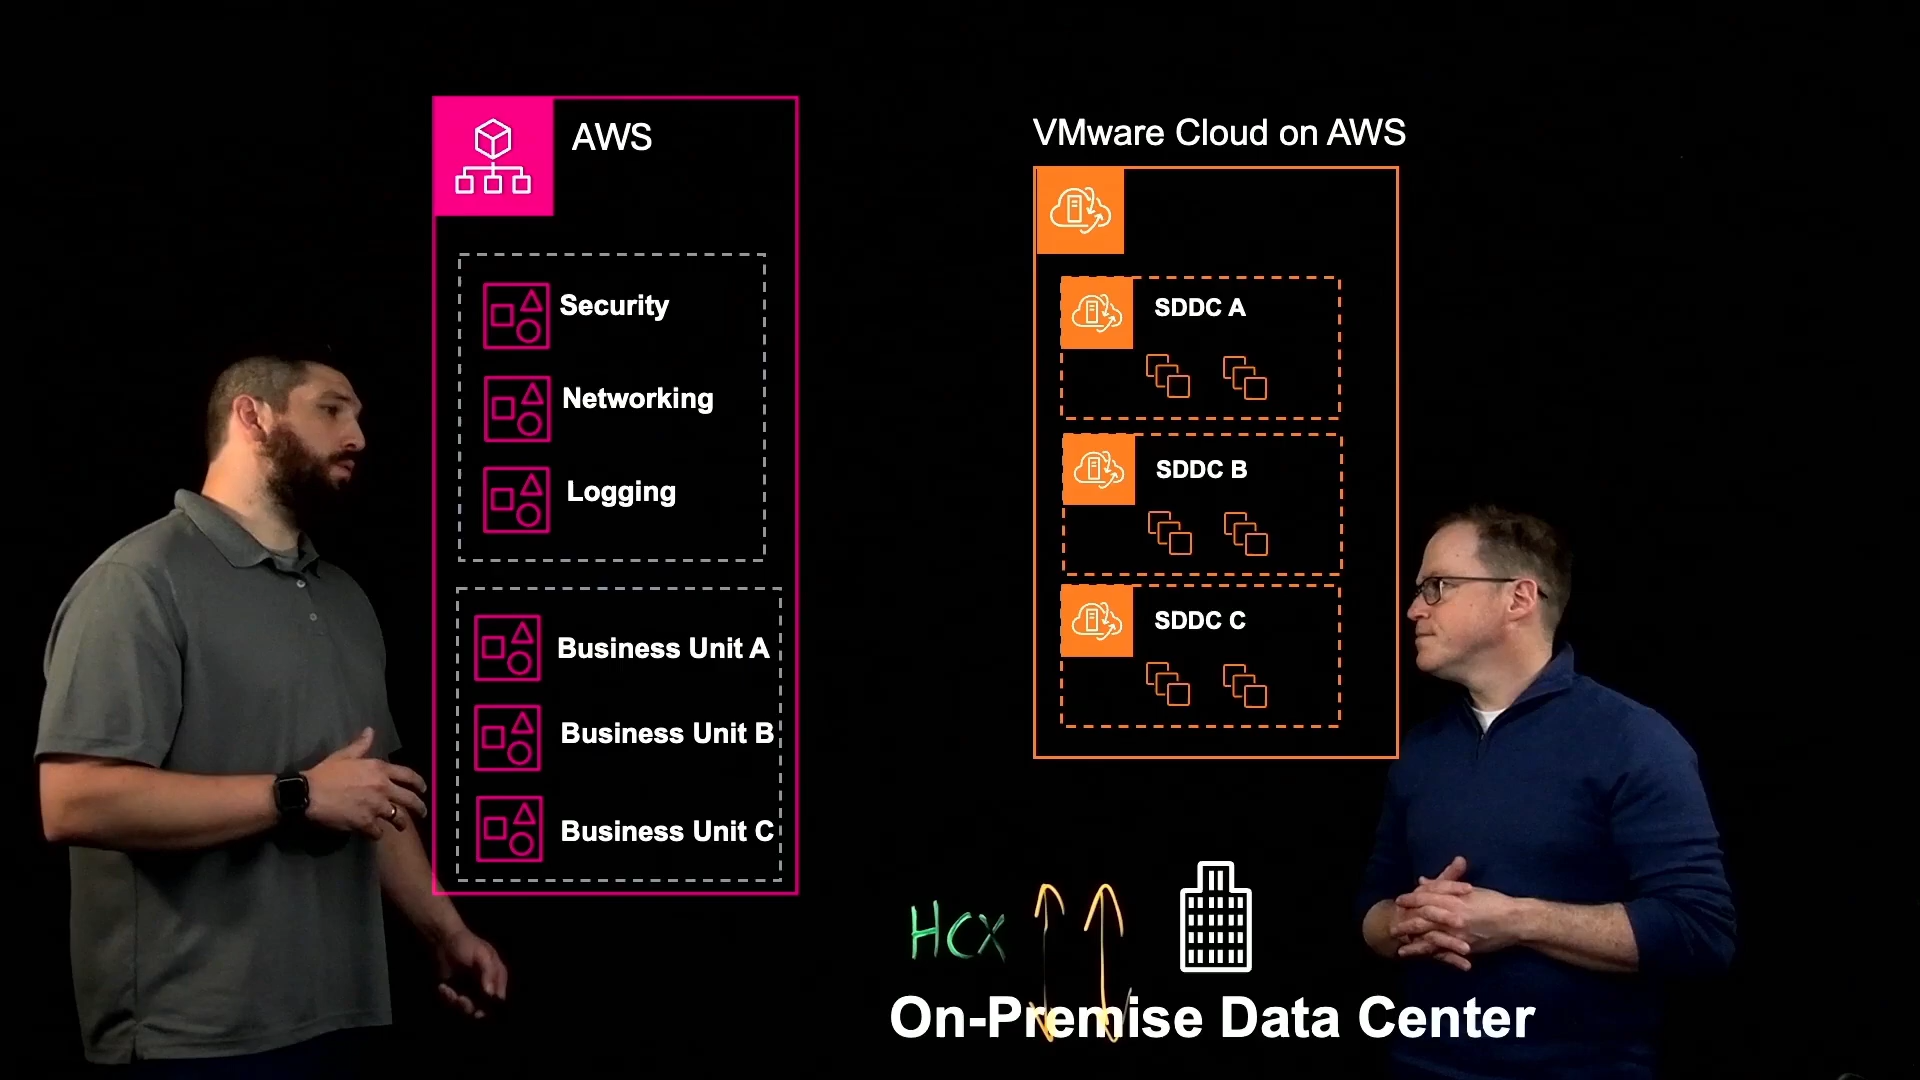 AWS
Security
Networking
Logging
Business Unit A
Business Unit B
Business Unit C
VMware Cloud on AWS
SDDC A
SDDC B
SDDC C
HCX
On-Premise Data Center